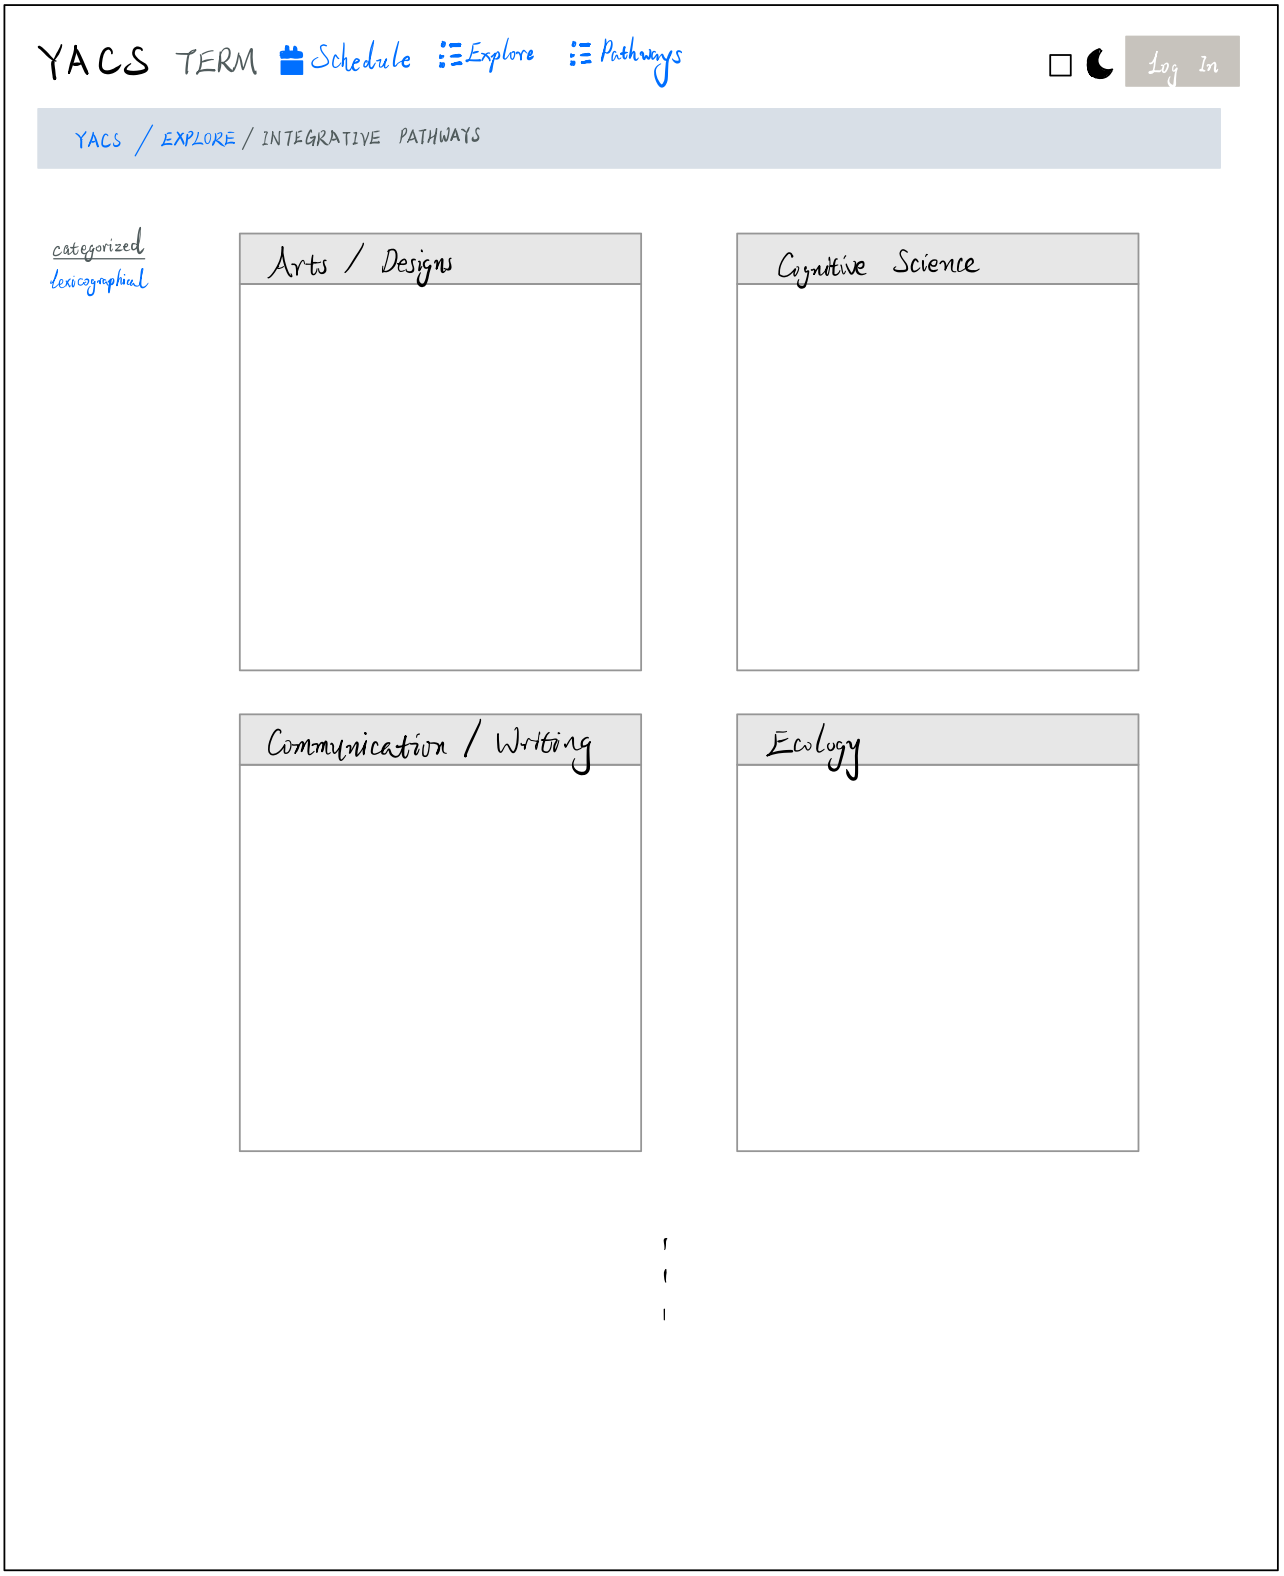 YACS TERM Schedule Explore Pathways Log In
YACS / EXPLORE / INTEGRATIVE PATHWAYS
categorized
lexicographical
Arts / Designs
Cognitive Science
Communication / Writing
Ecology